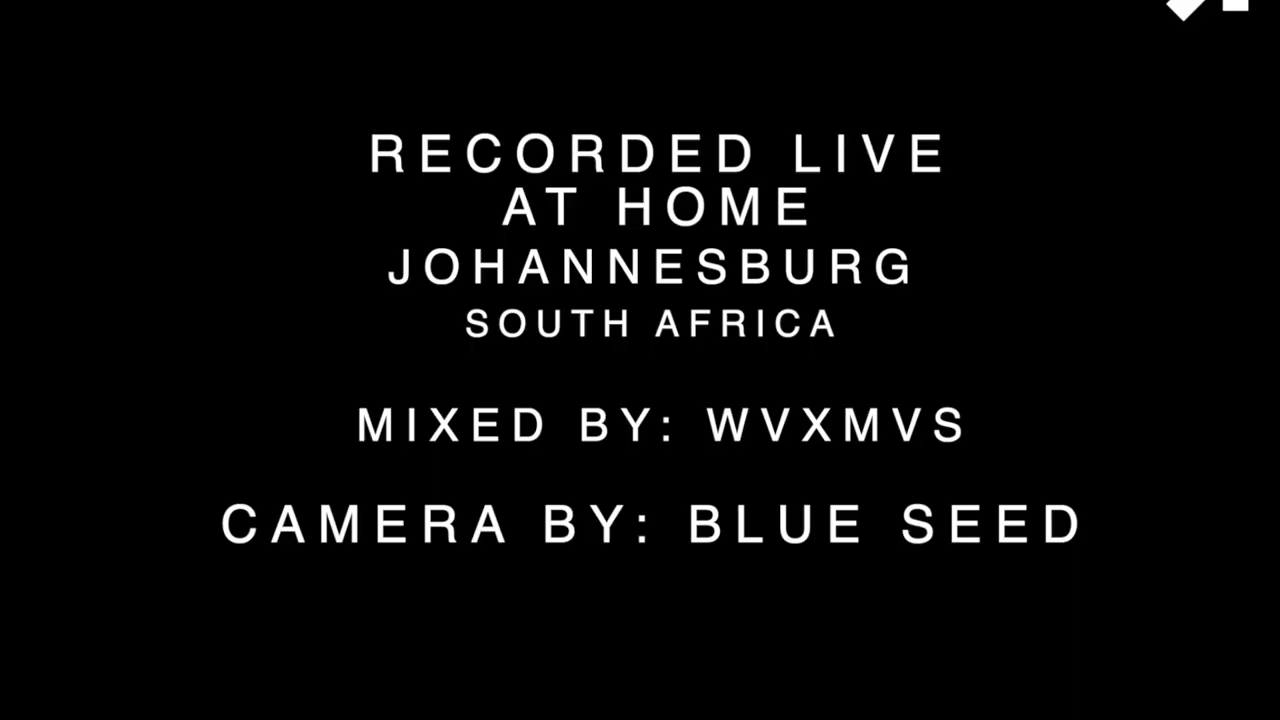 RECORDED LIVE
AT HOME
JOHANNESBURG
SOUTH AFRICA
MIXED BY: WVXMVS
CAMERA BY: BLUE SEED